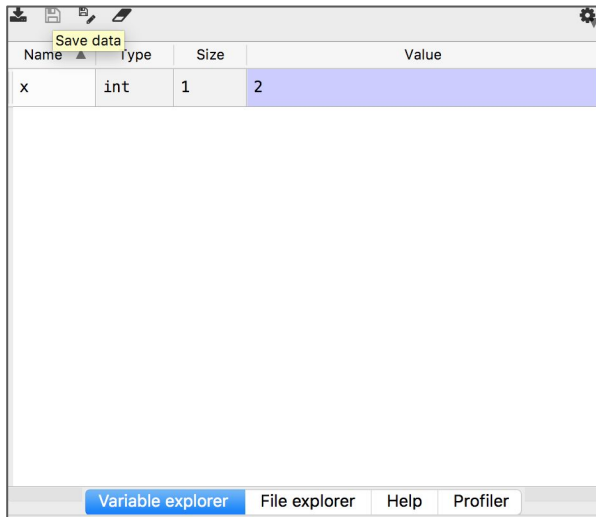 Save data
Name Type Size Value
x int 1 2
Variable explorer File explorer Help Profiler